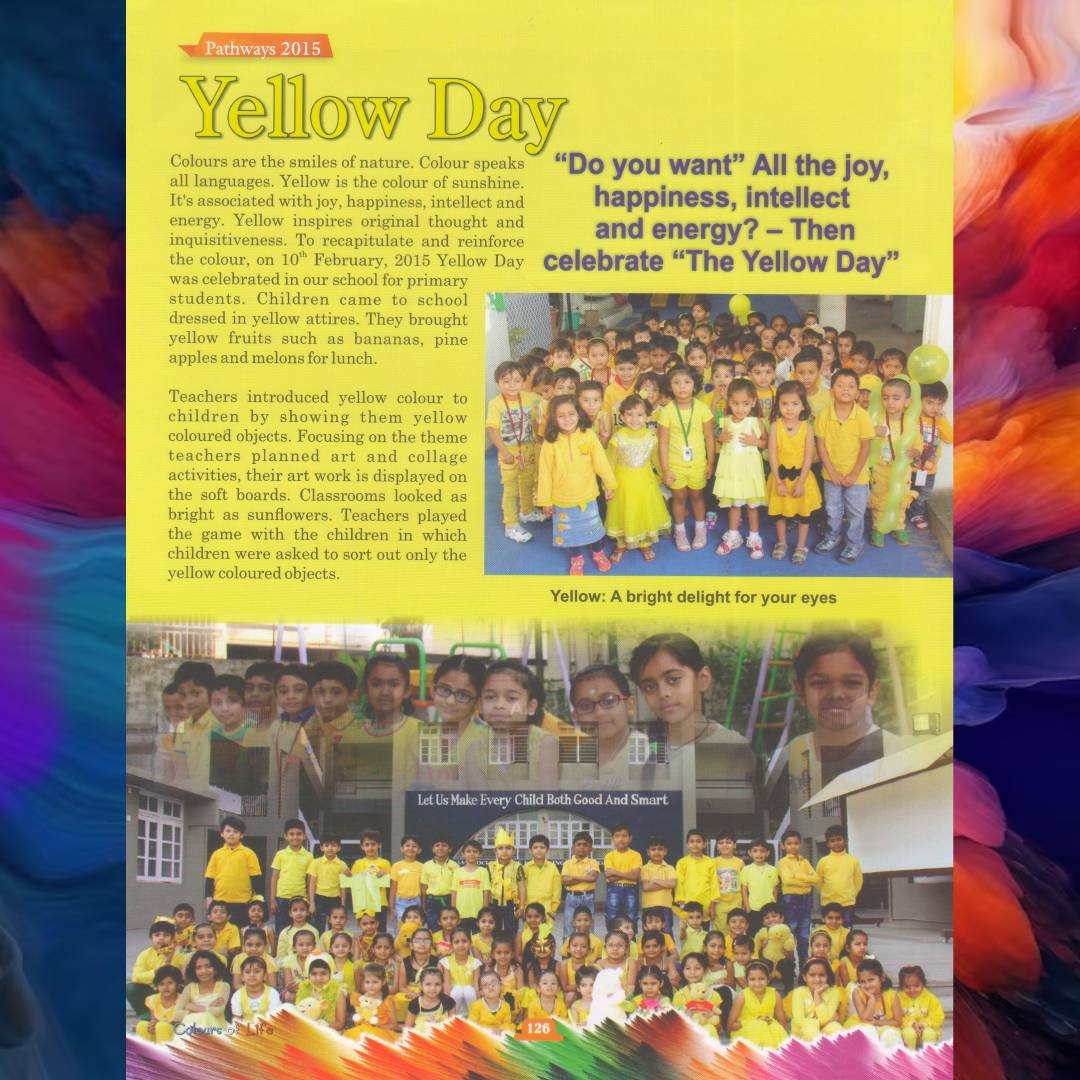 Pathways 2015
Yellow Day
Colours are the smiles of nature. Colour speaks
all languages. Yellow is the colour of sunshine.
It's associated with joy, happiness, intellect and
energy. Yellow inspires original thought and
inquisitiveness. To recapitulate and reinforce
the colour, on 10th February, 2015 Yellow Day
was celebrated in our school for primary
students. Children came to school
dressed in yellow attires. They brought
yellow fruits such as bananas, pine
apples and melons for lunch.
Teachers introduced yellow colour to
children by showing them yellow
coloured objects. Focusing on the theme
teachers planned art and collage
activities, their art work is displayed on
the soft boards. Classrooms looked as
bright as sunflowers. Teachers played
the game with the children in which
children were asked to sort out only the
yellow coloured objects.
“Do you want” All the joy,
happiness, intellect
and energy? – Then
celebrate “The Yellow Day”
Yellow: A bright delight for your eyes
Let Us Make Every Child Both Good And Smart
Colours of Life
126